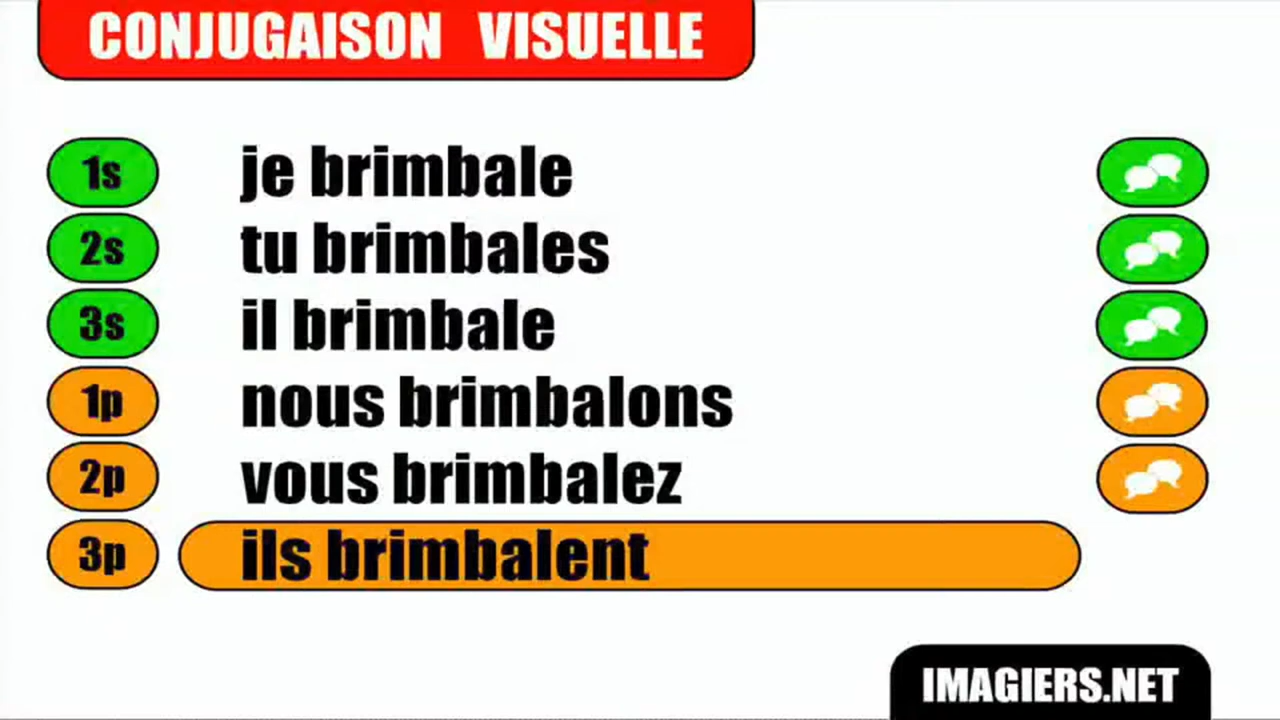 CONJUGAISON VISUELLE
1s je brimbale
2s tu brimbales
3s il brimbale
1p nous brimbalons
2p vous brimbalez
3p ils brimbalent
IMAGIERS.NET